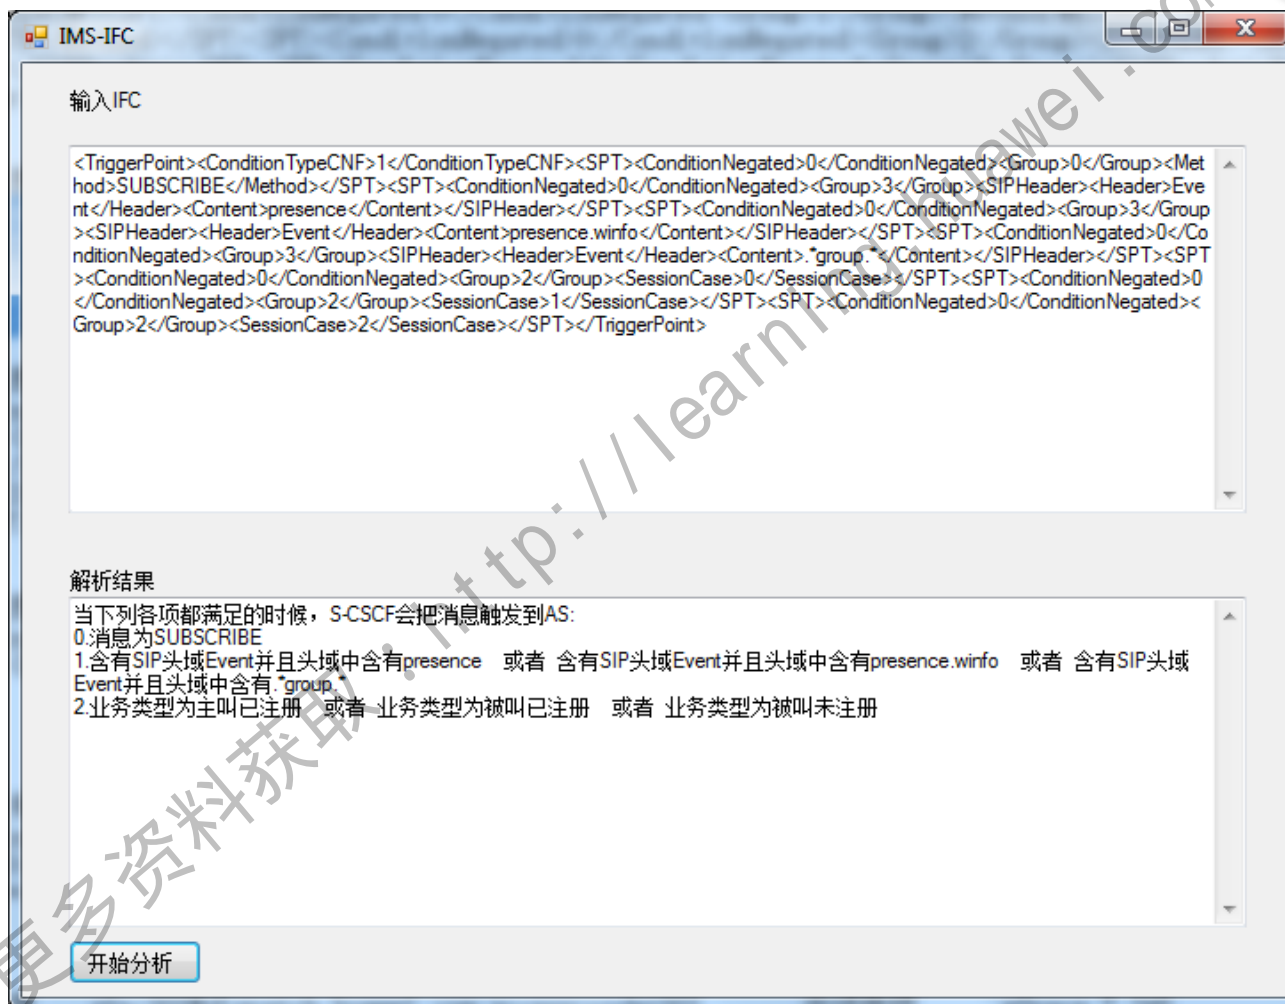 IMS-IFC
输入IFC
<TriggerPoint><ConditionTypeCNF>1</ConditionTypeCNF><SPT><ConditionNegated>0</ConditionNegated><Group>0</Group><Met
hod>SUBSCRIBE</Method></SPT><SPT><ConditionNegated>0</ConditionNegated><Group>3</Group><SIPHeader><Header>Eve
nt</Header><Content>presence</Content></SIPHeader></SPT><SPT><ConditionNegated>0</ConditionNegated><Group>3</Group
><SIPHeader><Header>Event</Header><Content>presence.winfo</Content></SIPHeader></SPT><SPT><ConditionNegated>0</Co
nditionNegated><Group>3</Group><SIPHeader><Header>Event</Header><Content>.*group.*</Content></SIPHeader></SPT><SPT
><ConditionNegated>0</ConditionNegated><Group>2</Group><SessionCase>0</SessionCase></SPT><SPT><ConditionNegated>0
</ConditionNegated><Group>2</Group><SessionCase>1</SessionCase></SPT><SPT><ConditionNegated>0</ConditionNegated><
Group>2</Group><SessionCase>2</SessionCase></SPT></TriggerPoint>
解析结果
当下列各项都满足的时候，S-CSCF会把消息触发到AS:
0.消息为SUBSCRIBE
1.含有SIP头域Event并且头域中含有presence 或者 含有SIP头域Event并且头域中含有presence.winfo 或者 含有SIP头域
Event并且头域中含有.*group.*
2.业务类型为主叫已注册 或者 业务类型为被叫已注册 或者 业务类型为被叫未注册
开始分析
更多资料获取：http://learning.huawei.co